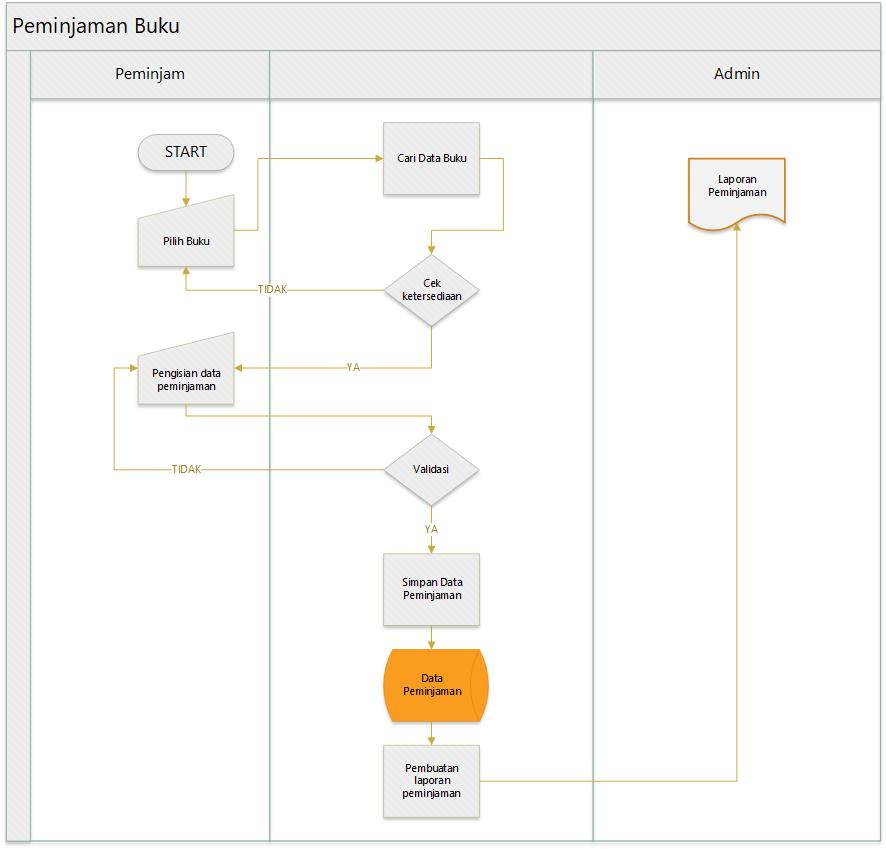 Peminjaman Buku
Peminjam
Admin
START
Cari Data Buku
Laporan
Peminjaman
Pilih Buku
Cek
ketersediaan
TIDAK
Pengisian data
peminjaman
YA
Validasi
TIDAK
YA
Simpan Data
Peminjaman
Data
Peminjaman
Pembuatan
laporan
peminjaman